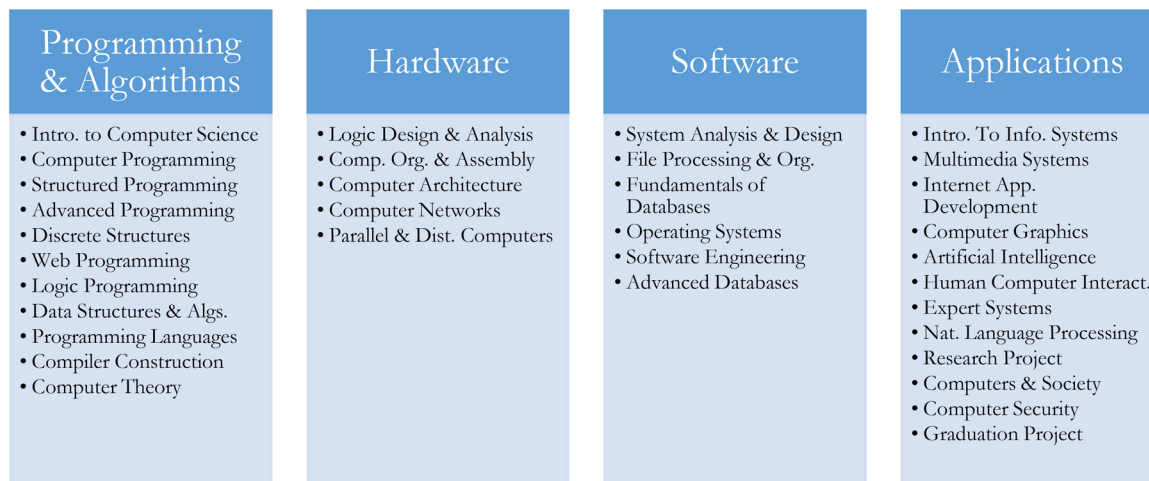 Programming
& Algorithms
• Intro. to Computer Science
• Computer Programming
• Structured Programming
• Advanced Programming
• Discrete Structures
• Web Programming
• Logic Programming
• Data Structures & Algs.
• Programming Languages
• Compiler Construction
• Computer Theory
Hardware
• Logic Design & Analysis
• Comp. Org. & Assembly
• Computer Architecture
• Computer Networks
• Parallel & Dist. Computers
Software
• System Analysis & Design
• File Processing & Org.
• Fundamentals of
Databases
• Operating Systems
• Software Engineering
• Advanced Databases
Applications
• Intro. To Info. Systems
• Multimedia Systems
• Internet App.
Development
• Computer Graphics
• Artificial Intelligence
• Human Computer Interact.
• Expert Systems
• Nat. Language Processing
• Research Project
• Computers & Society
• Computer Security
• Graduation Project